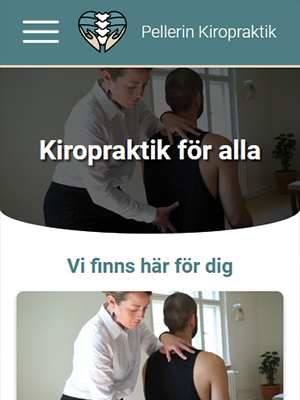 Pellerin Kiropraktik
Kiropraktik för alla
Vi finns här för dig